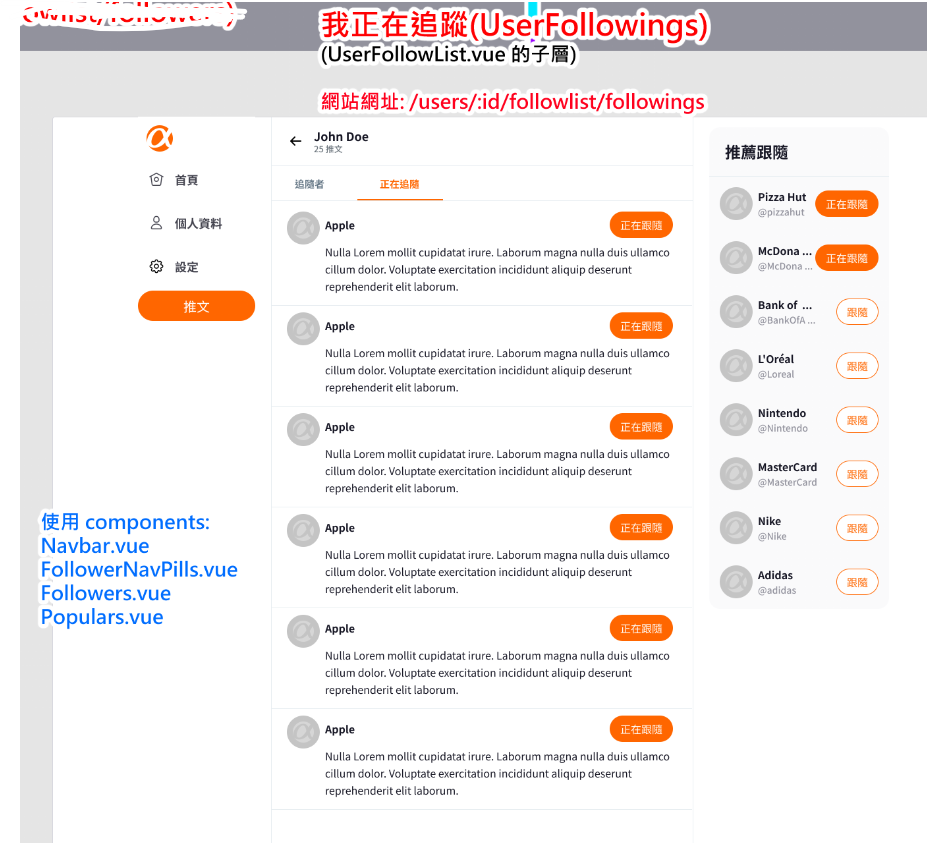 我正在追蹤(UserFollowings)
(UserFollowList.vue 的子層)
網站網址: /users/:id/followlist/followings
首頁
個人資料
設定
推文
使用 components:
Navbar.vue
FollowerNavPills.vue
Followers.vue
Populars.vue
John Doe
25 推文
追隨者
正在追隨
Apple
正在跟隨
Nulla Lorem mollit cupidatat irure. Laborum magna nulla duis ullamco
cillum dolor. Voluptate exercitation incididunt aliquip deserunt
reprehenderit elit laborum.
Apple
正在跟隨
Nulla Lorem mollit cupidatat irure. Laborum magna nulla duis ullamco
cillum dolor. Voluptate exercitation incididunt aliquip deserunt
reprehenderit elit laborum.
Apple
正在跟隨
Nulla Lorem mollit cupidatat irure. Laborum magna nulla duis ullamco
cillum dolor. Voluptate exercitation incididunt aliquip deserunt
reprehenderit elit laborum.
Apple
正在跟隨
Nulla Lorem mollit cupidatat irure. Laborum magna nulla duis ullamco
cillum dolor. Voluptate exercitation incididunt aliquip deserunt
reprehenderit elit laborum.
Apple
正在跟隨
Nulla Lorem mollit cupidatat irure. Laborum magna nulla duis ullamco
cillum dolor. Voluptate exercitation incididunt aliquip deserunt
reprehenderit elit laborum.
Apple
正在跟隨
Nulla Lorem mollit cupidatat irure. Laborum magna nulla duis ullamco
cillum dolor. Voluptate exercitation incididunt aliquip deserunt
reprehenderit elit laborum.
推薦跟隨
Pizza Hut
@pizzahut
正在跟隨
McDona ...
@McDona ...
正在跟隨
Bank of ...
@BankOfA ...
跟隨
L'Oréal
@Loreal
跟隨
Nintendo
@Nintendo
跟隨
MasterCard
@MasterCard
跟隨
Nike
@Nike
跟隨
Adidas
@adidas
跟隨